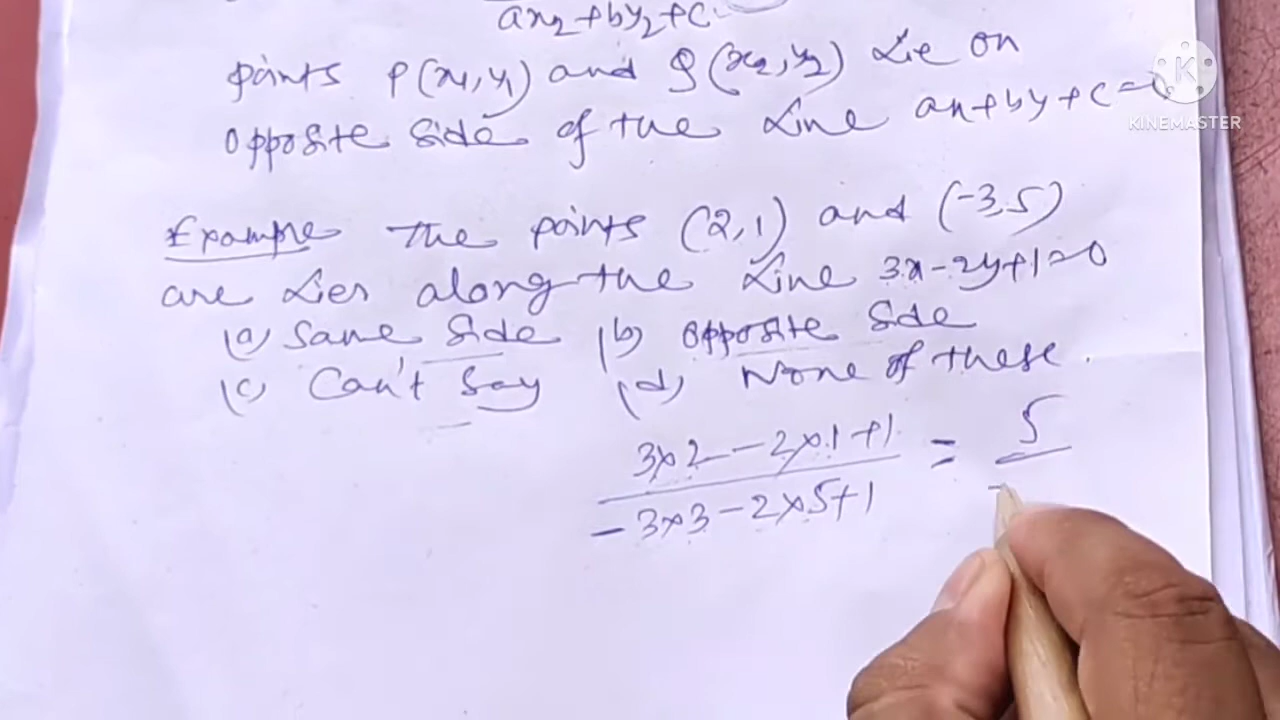 ax₂+by₂+c
points P(x₁,y₁) and Q(x₂,y₂) Lie on
opposite side of the Line ax+by+c=0
K
KINEMASTER
Example The points (2,1) and (-3,5)
are Lies along the Line 3x-2y+1=0
(a) Same Side (b) opposite side
(c) Can't Say (d) None of these.
3×2-2×1+1 = 5
-3×3-2×5+1 -